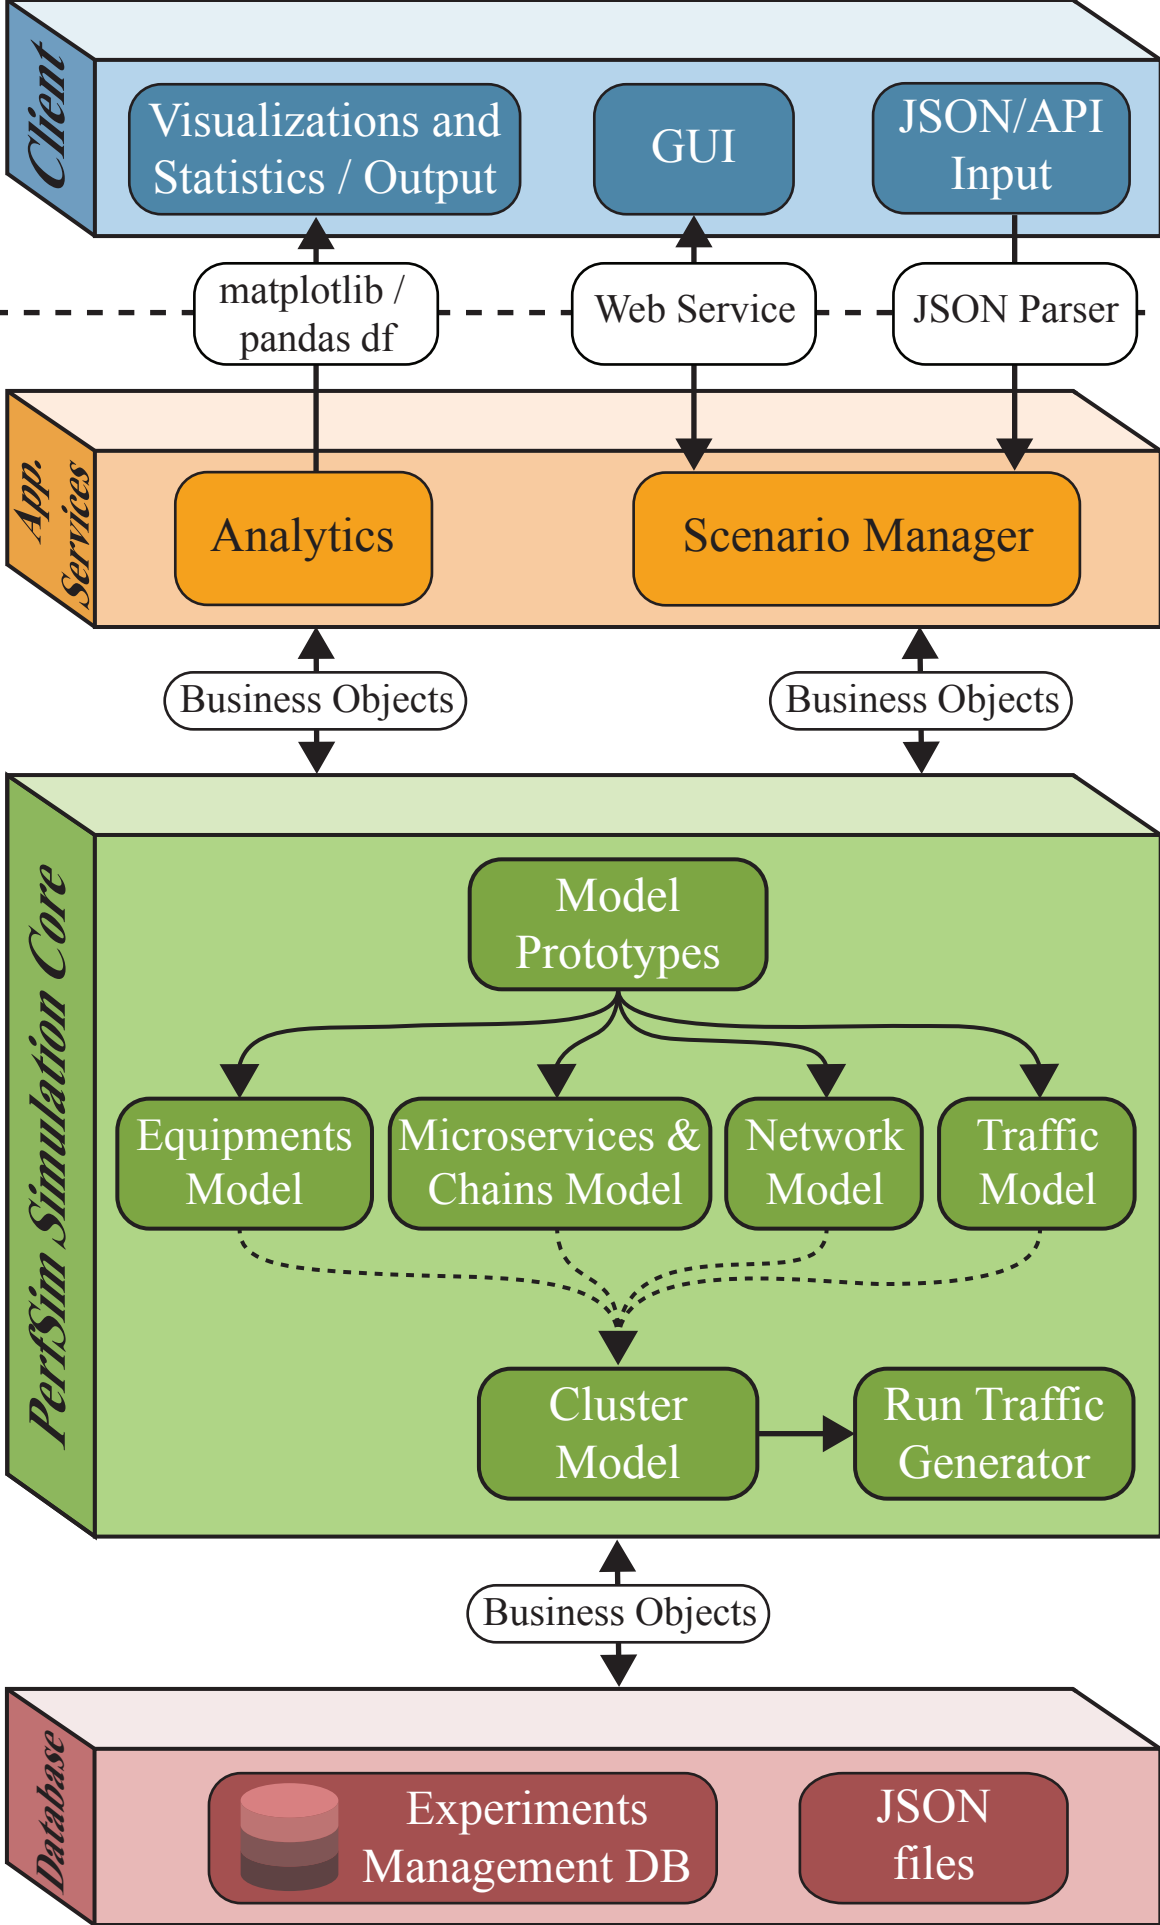 Client
Visualizations and
Statistics / Output
GUI
JSON/API
Input
matplotlib /
pandas df
Web Service
JSON Parser
App.
Services
Analytics
Scenario Manager
Business Objects
Business Objects
PerfSim Simulation Core
Model
Prototypes
Equipments
Model
Microservices &
Chains Model
Network
Model
Traffic
Model
Cluster
Model
Run Traffic
Generator
Business Objects
Database
Experiments
Management DB
JSON
files